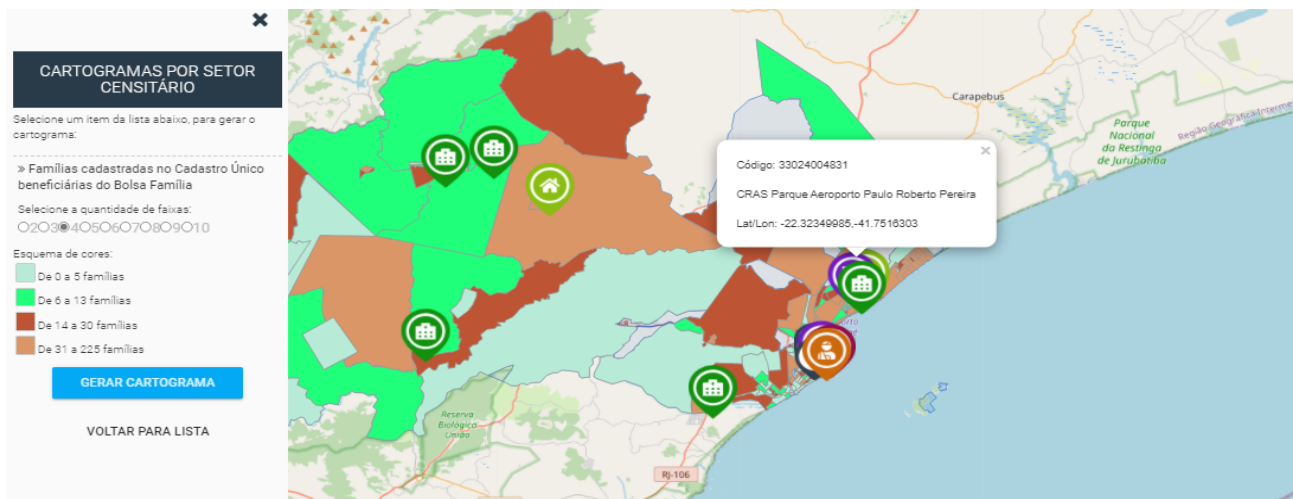 ✖
CARTOGRAMAS POR SETOR
CENSITÁRIO
Selecione um item da lista abaixo, para gerar o
cartograma:
» Famílias cadastradas no Cadastro Único
beneficiárias do Bolsa Família
Selecione a quantidade de faixas:
2 3 4 5 6 7 8 9 10
Esquema de cores:
De 0 a 5 famílias
De 6 a 13 famílias
De 14 a 30 famílias
De 31 a 225 famílias
GERAR CARTOGRAMA
VOLTAR PARA LISTA
Carapebus
Parque
Nacional
da Restinga
de Jurubatiba
Região Geográfica Interme
×
Código: 33024004831
CRAS Parque Aeroporto Paulo Roberto Pereira
Lat/Lon: -22.32349985,-41.7516303
Reserva
Biológica
União
RJ-106